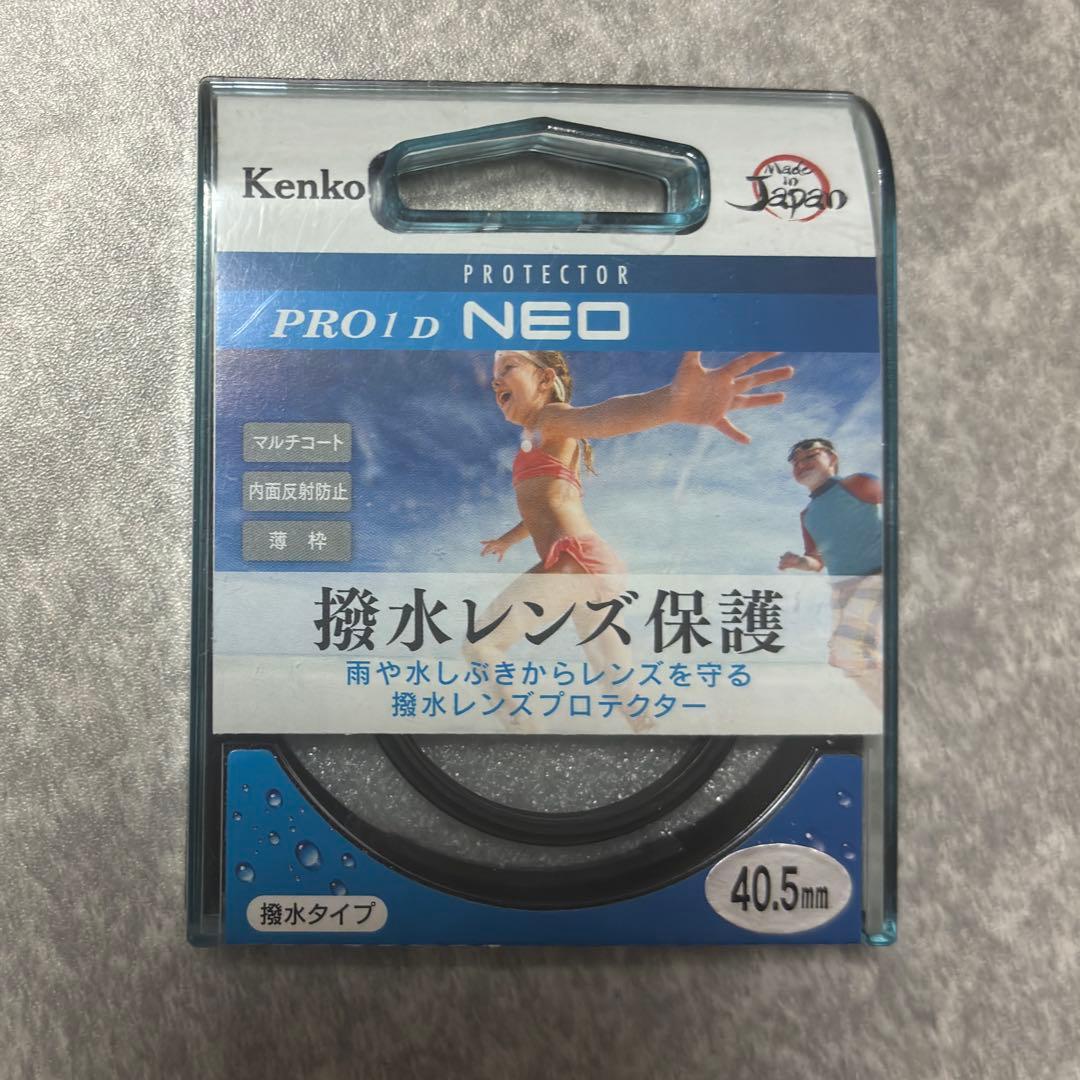 Kenko
Made
in
Japan
PROTECTOR
PRO1 D NEO
マルチコート
内面反射防止
薄 枠
撥水レンズ保護
雨や水しぶきからレンズを守る
撥水レンズプロテクター
40.5mm
撥水タイプ